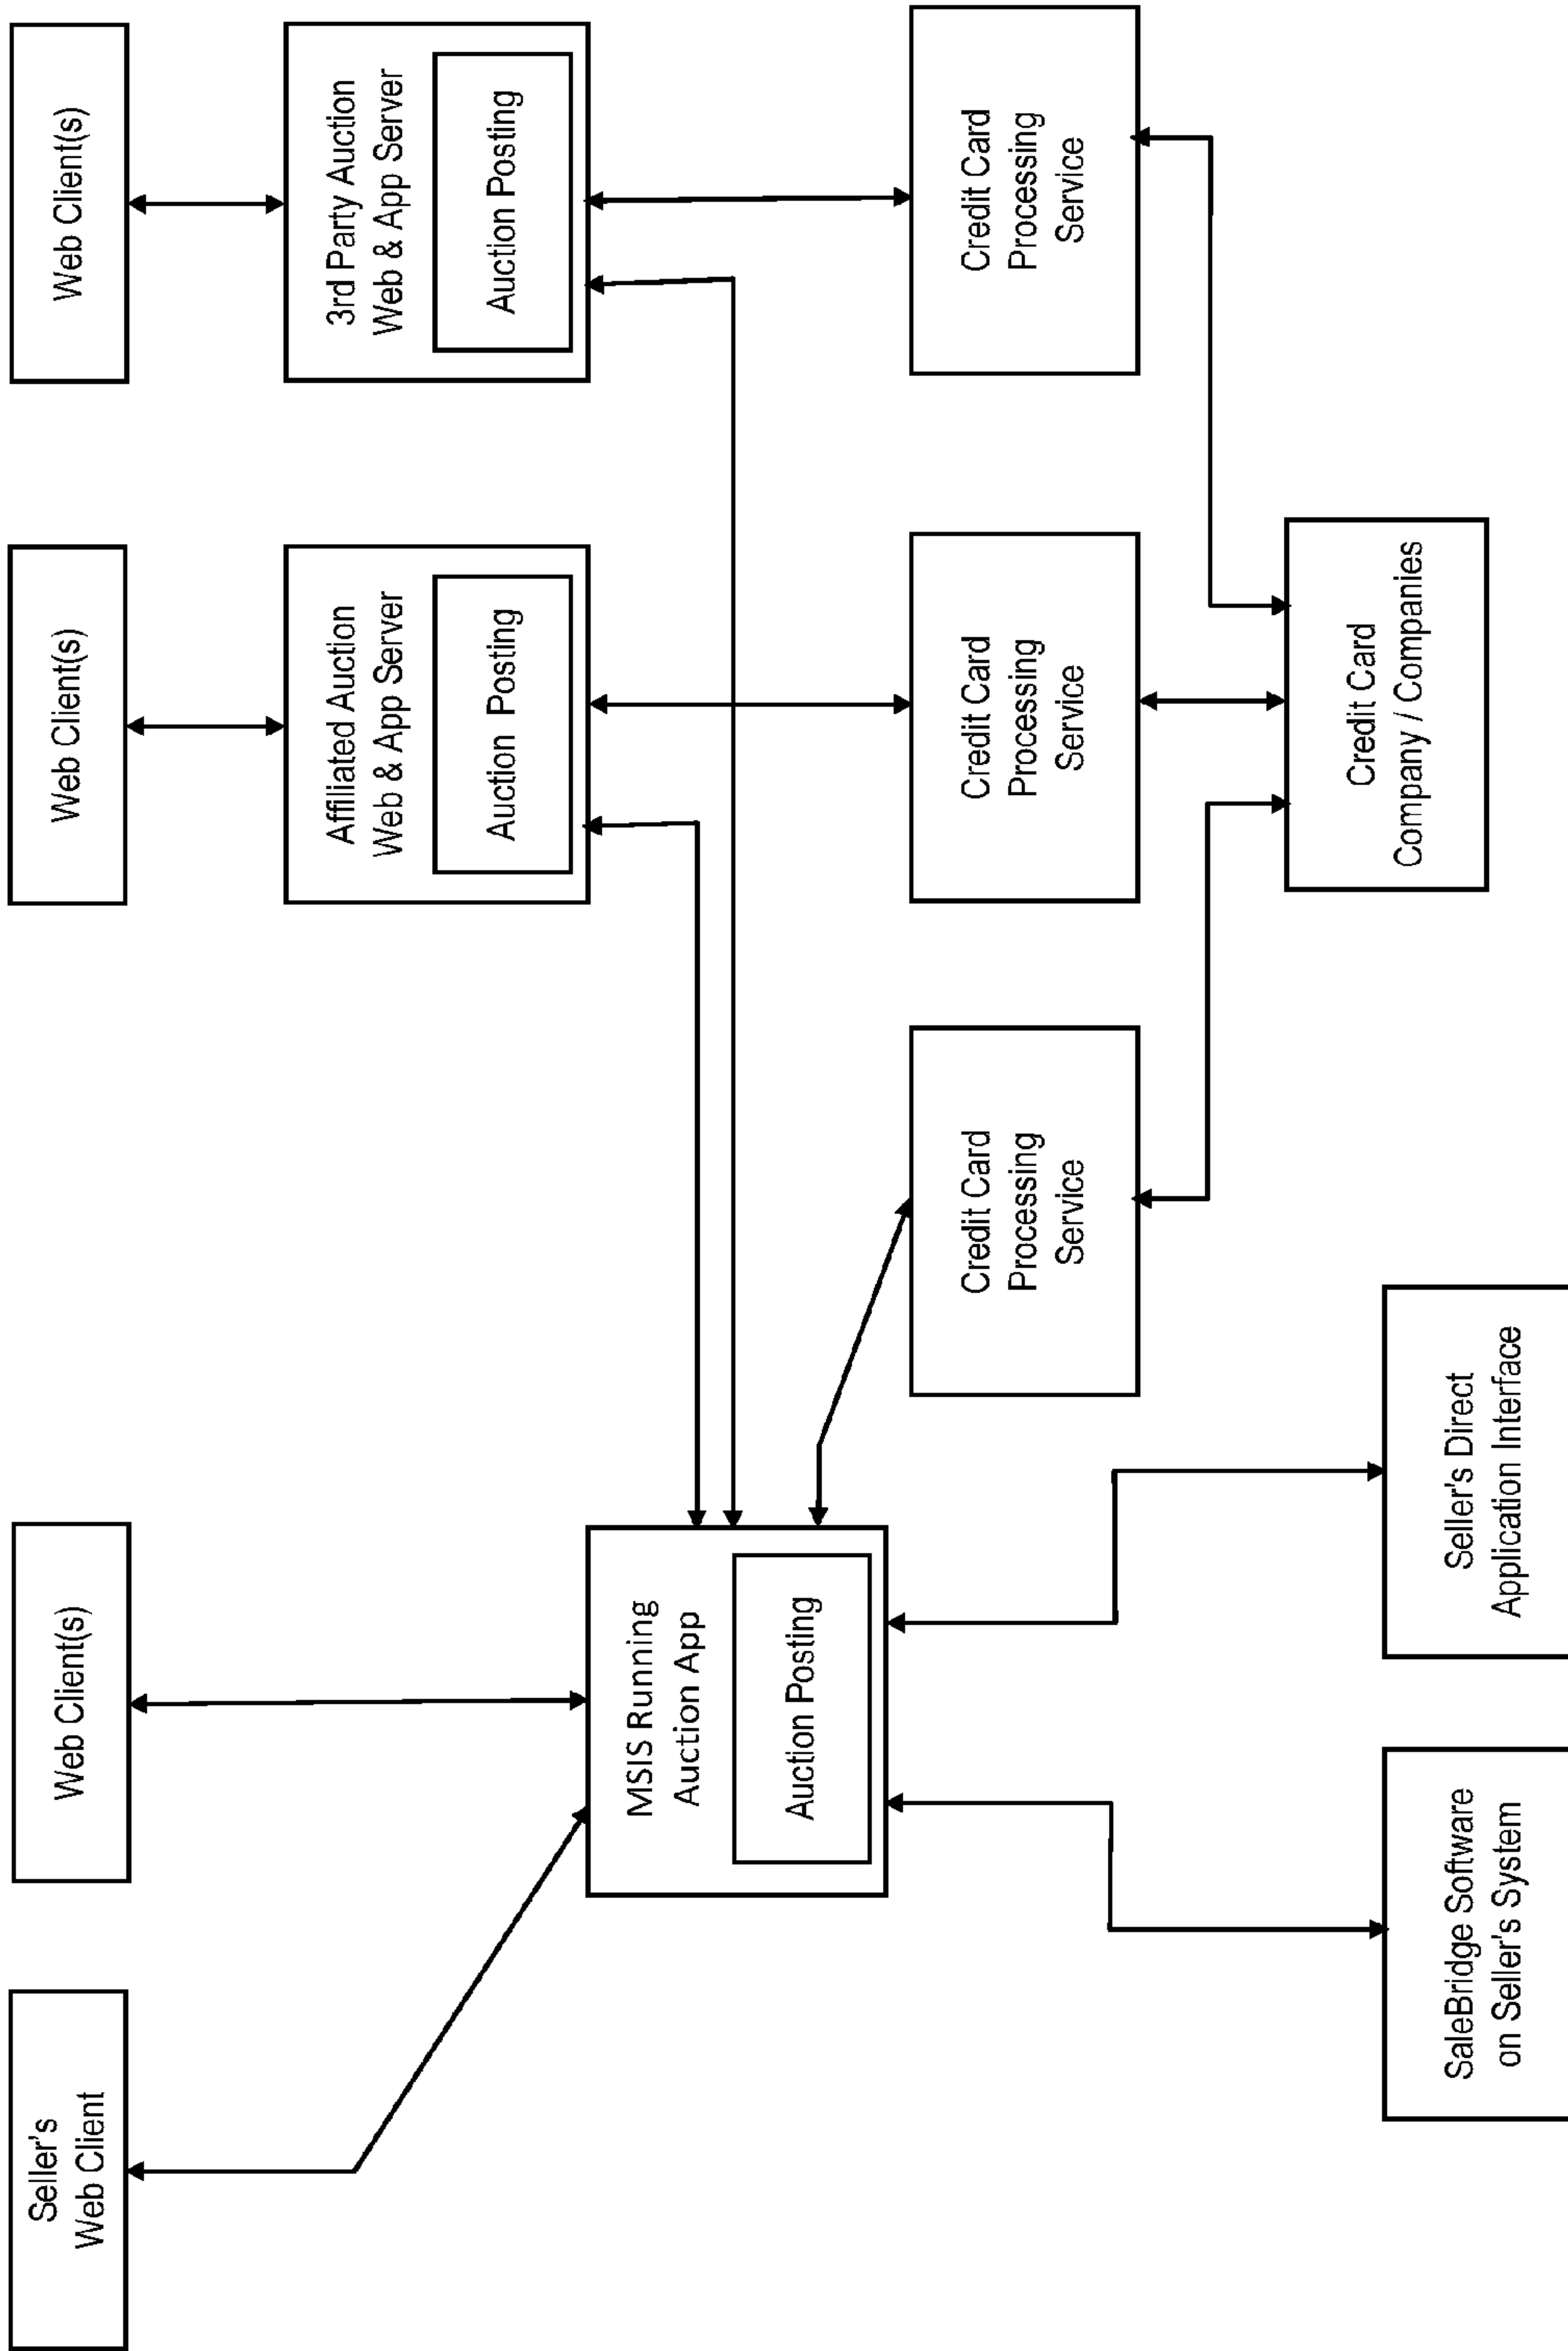 Seller's
Web Client
Web Client(s)
Web Client(s)
Web Client(s)
Affiliated Auction
Web & App Server
Auction Posting
3rd Party Auction
Web & App Server
Auction Posting
MSIS Running
Auction App
Auction Posting
Credit Card
Processing
Service
Credit Card
Processing
Service
Credit Card
Processing
Service
SaleBridge Software
on Seller's System
Seller's Direct
Application Interface
Credit Card
Company / Companies